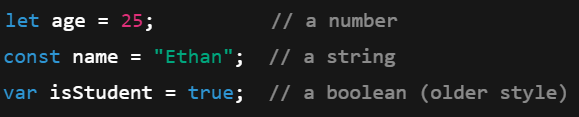 let age = 25;          // a number
const name = "Ethan";  // a string
var isStudent = true;  // a boolean (older style)